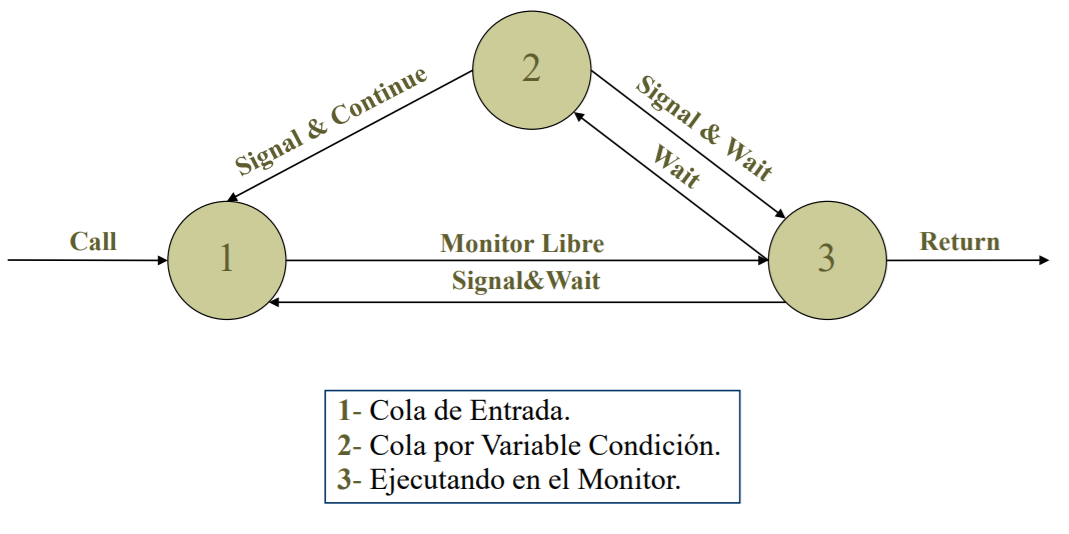 2
Signal & Continue
Signal & Wait
Wait
Call
1
Monitor Libre
Signal&Wait
3
Return
1- Cola de Entrada.
2- Cola por Variable Condición.
3- Ejecutando en el Monitor.